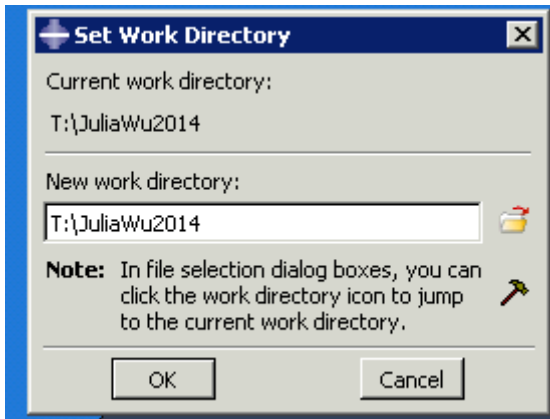 Set Work Directory
Current work directory:
T:\JuliaWu2014
New work directory:
T:\JuliaWu2014
Note: In file selection dialog boxes, you can
click the work directory icon to jump
to the current work directory.
OK Cancel